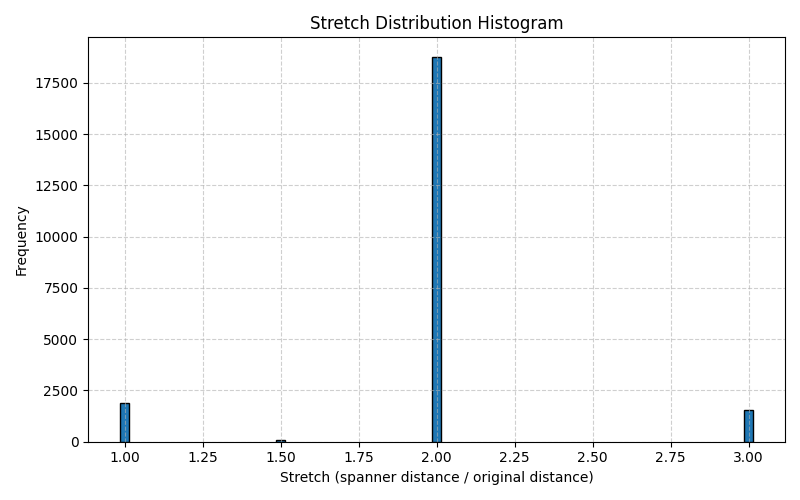 Stretch Distribution Histogram
Frequency
17500
15000
12500
10000
7500
5000
2500
0
1.00 1.25 1.50 1.75 2.00 2.25 2.50 2.75 3.00
Stretch (spanner distance / original distance)